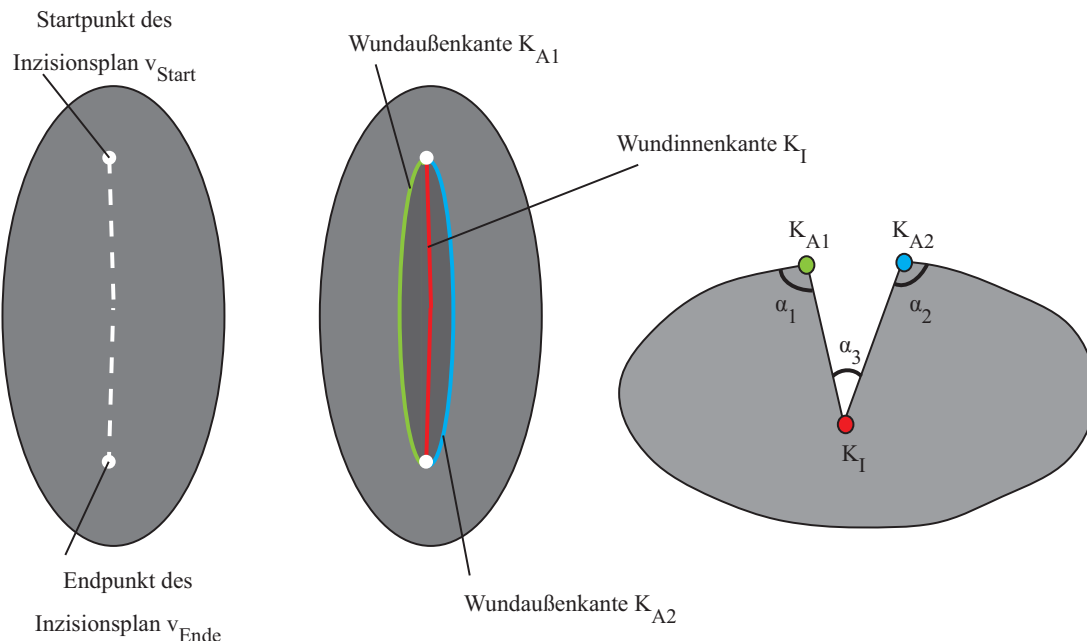 Startpunkt des
Inzisionsplan v_Start
Endpunkt des
Inzisionsplan v_Ende
Wundaußenkante K_A1
Wundinnenkante K_I
Wundaußenkante K_A2
K_A1
K_A2
α_1
α_2
α_3
K_I